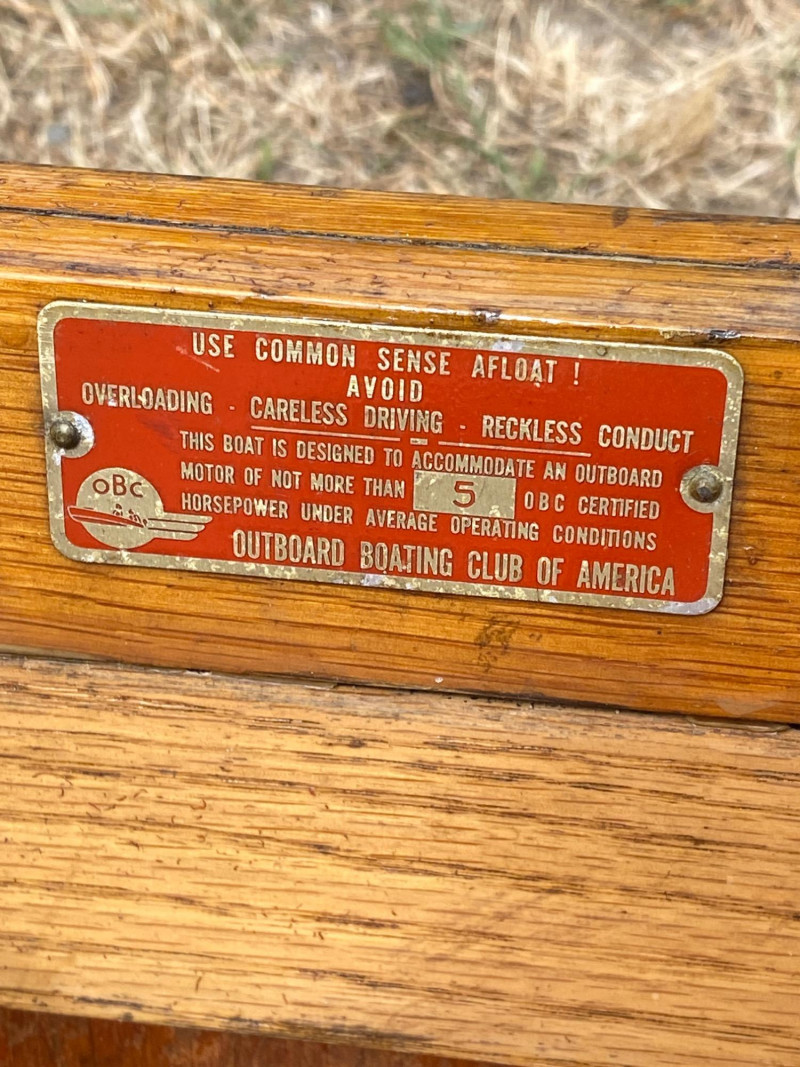 USE COMMON SENSE AFLOAT !
AVOID
OVERLOADING - CARELESS DRIVING - RECKLESS CONDUCT
THIS BOAT IS DESIGNED TO ACCOMMODATE AN OUTBOARD
MOTOR OF NOT MORE THAN 5 OBC CERTIFIED
HORSEPOWER UNDER AVERAGE OPERATING CONDITIONS
OBC
OUTBOARD BOATING CLUB OF AMERICA